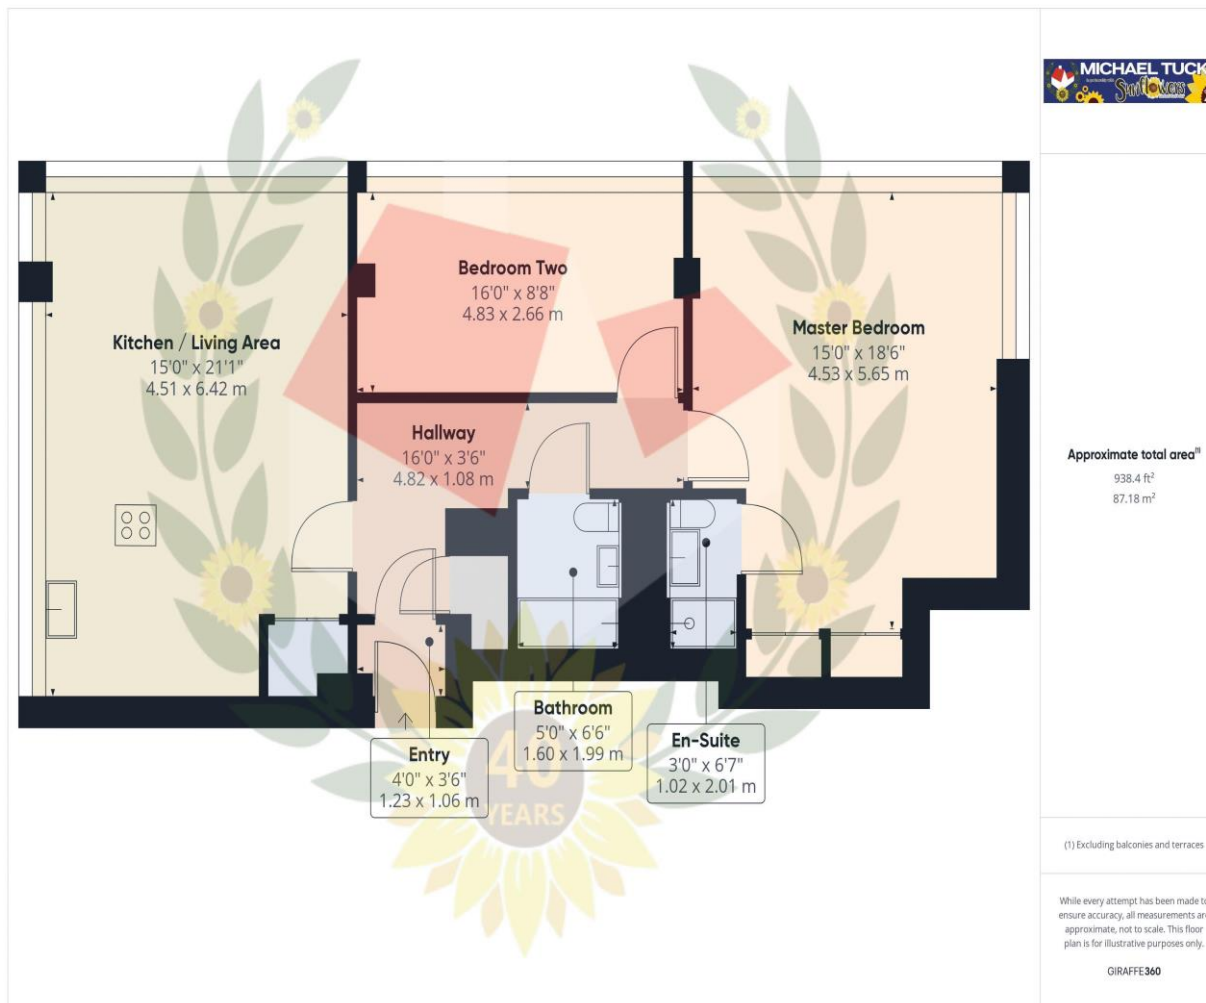 MICHAEL TUCK
Sunflowers
Bedroom Two
16'0" x 8'8"
4.83 x 2.66 m
Kitchen / Living Area
15'0" x 21'1"
4.51 x 6.42 m
Master Bedroom
15'0" x 18'6"
4.53 x 5.65 m
Hallway
16'0" x 3'6"
4.82 x 1.08 m
Bathroom
5'0" x 6'6"
1.60 x 1.99 m
En-Suite
3'0" x 6'7"
1.02 x 2.01 m
Entry
4'0" x 3'6"
1.23 x 1.06 m
40
YEARS
Approximate total area(1)
938.4 ft²
87.18 m²
(1) Excluding balconies and terraces
While every attempt has been made to
ensure accuracy, all measurements are
approximate, not to scale. This floor
plan is for illustrative purposes only.
GIRAFFE360